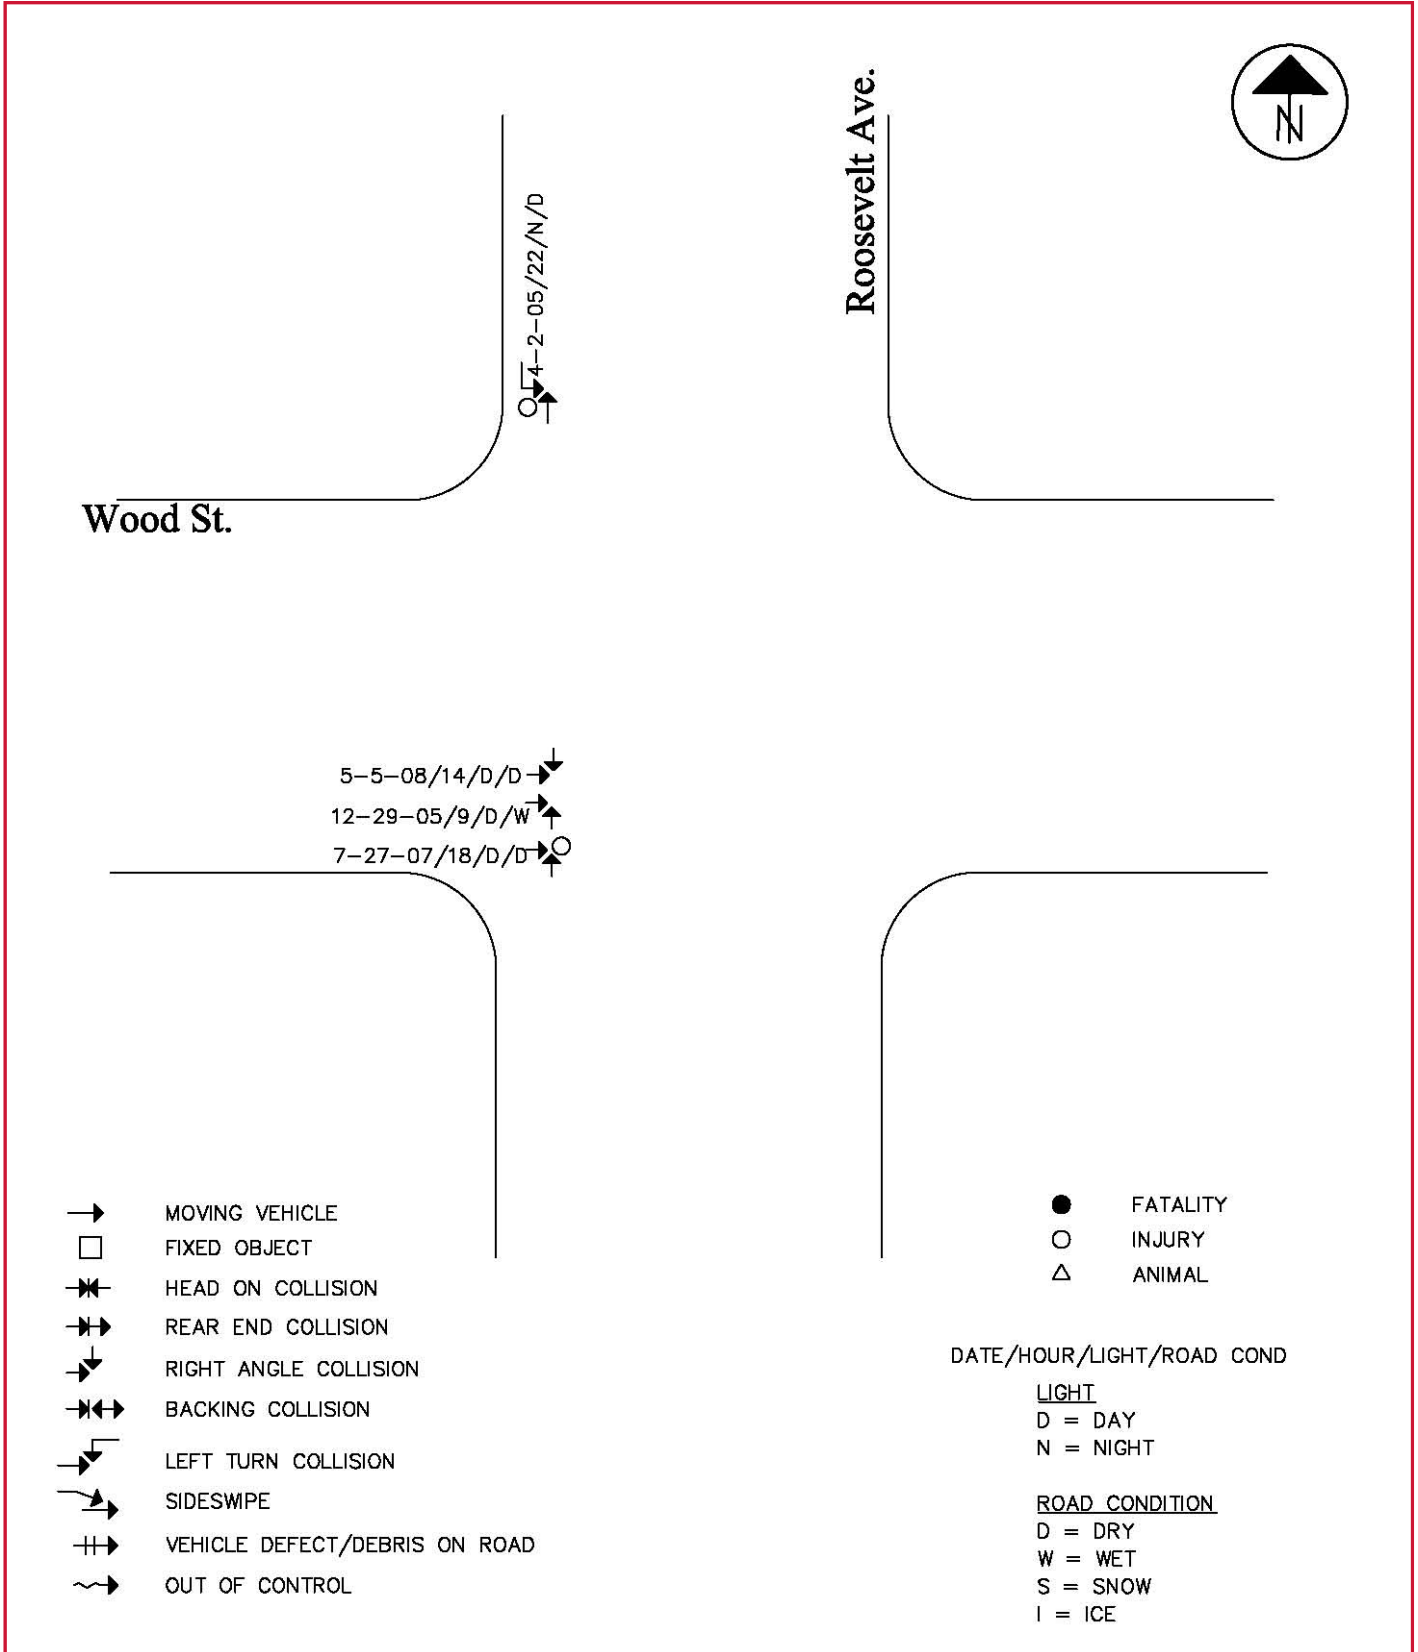 Roosevelt Ave.
N
4-2-05/22/N/D
Wood St.
5-5-08/14/D/D
12-29-05/9/D/W
7-27-07/18/D/D
MOVING VEHICLE
FIXED OBJECT
HEAD ON COLLISION
REAR END COLLISION
RIGHT ANGLE COLLISION
BACKING COLLISION
LEFT TURN COLLISION
SIDESWIPE
VEHICLE DEFECT/DEBRIS ON ROAD
OUT OF CONTROL
FATALITY
INJURY
ANIMAL
DATE/HOUR/LIGHT/ROAD COND
LIGHT
D = DAY
N = NIGHT
ROAD CONDITION
D = DRY
W = WET
S = SNOW
I = ICE